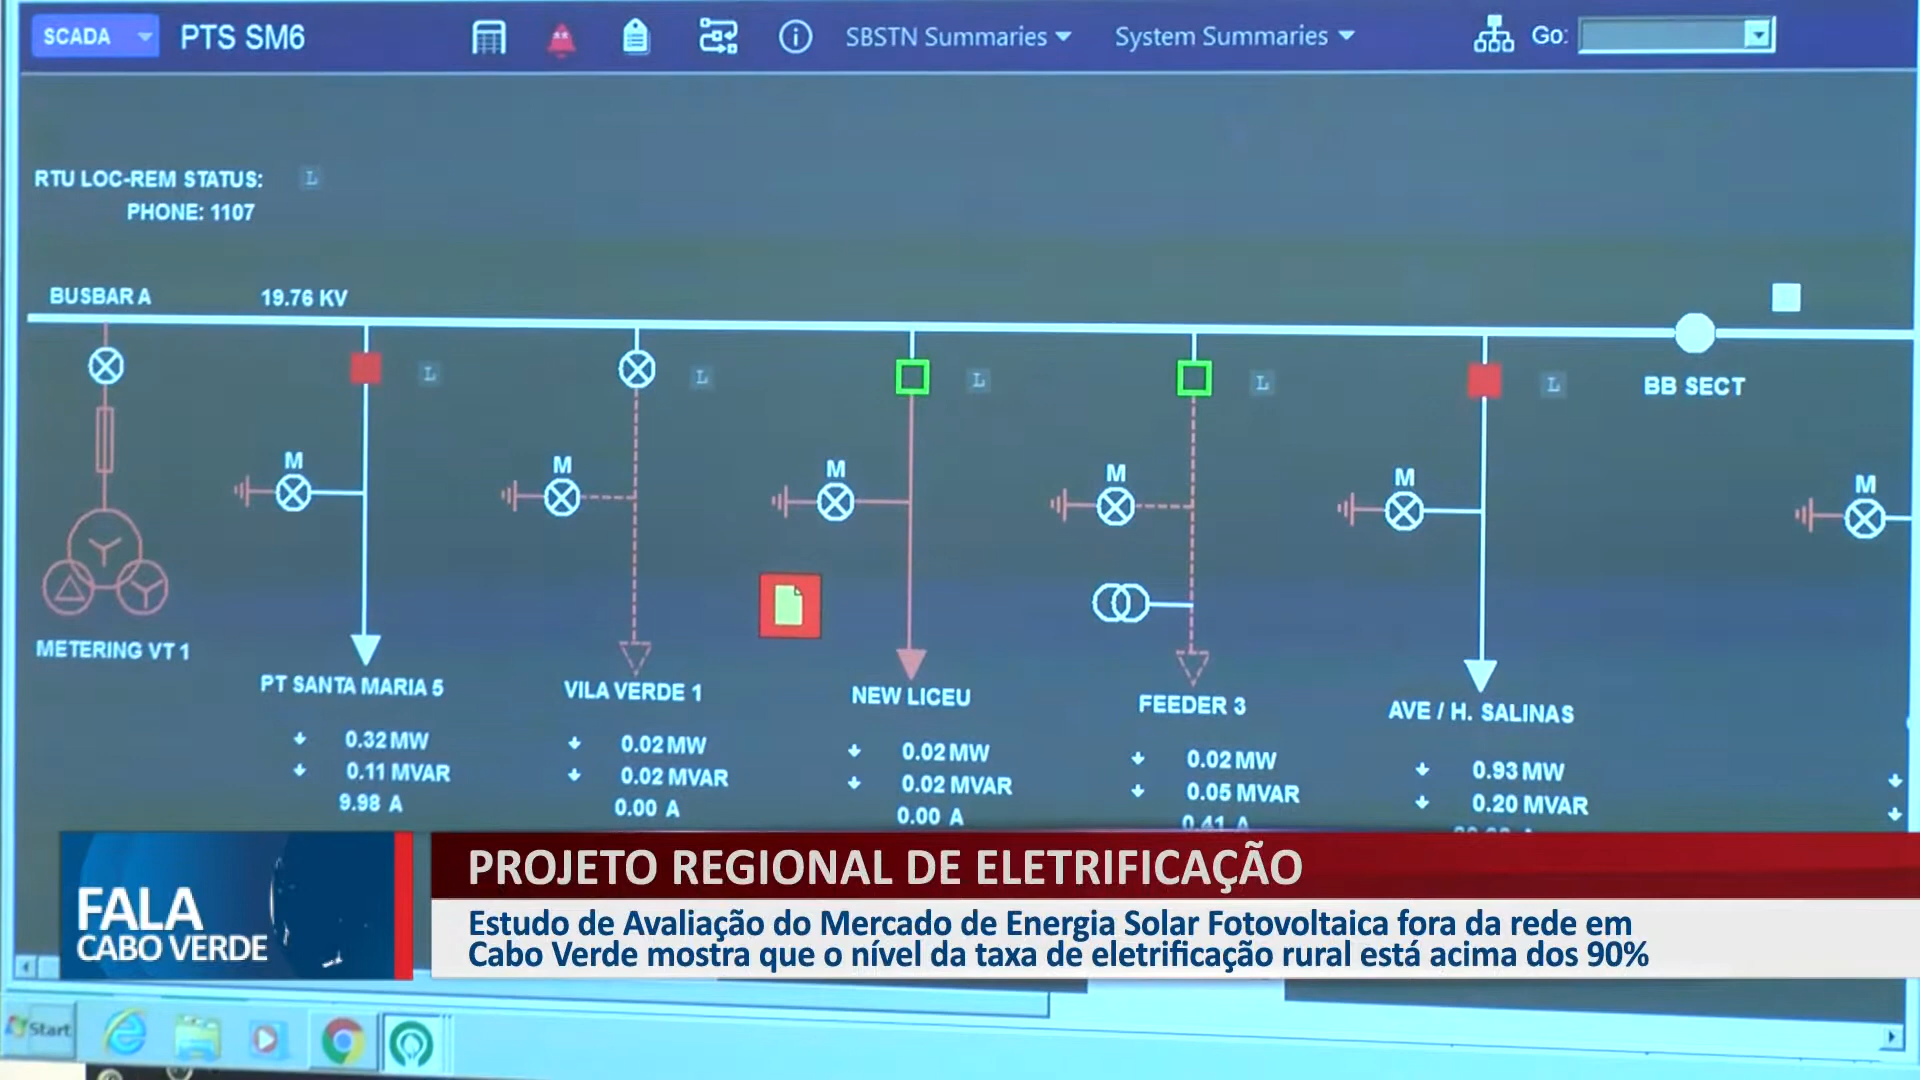 SCADA PTS SM6 SBSTN Summaries System Summaries Go:
RTU LOC-REM STATUS: L
PHONE: 1107
BUSBAR A 19.76 KV
L L L L L
BB SECT
M M M M M M
METERING VT 1
PT SANTA MARIA 5
VILA VERDE 1
NEW LICEU
FEEDER 3
AVE / H. SALINAS
0.32 MW
0.11 MVAR
9.98 A
0.02 MW
0.02 MVAR
0.00 A
0.02 MW
0.02 MVAR
0.00 A
0.02 MW
0.05 MVAR
0.41 A
0.93 MW
0.20 MVAR
FALA
CABO VERDE
PROJETO REGIONAL DE ELETRIFICAÇÃO
Estudo de Avaliação do Mercado de Energia Solar Fotovoltaica fora da rede em
Cabo Verde mostra que o nível da taxa de eletrificação rural está acima dos 90%
Start